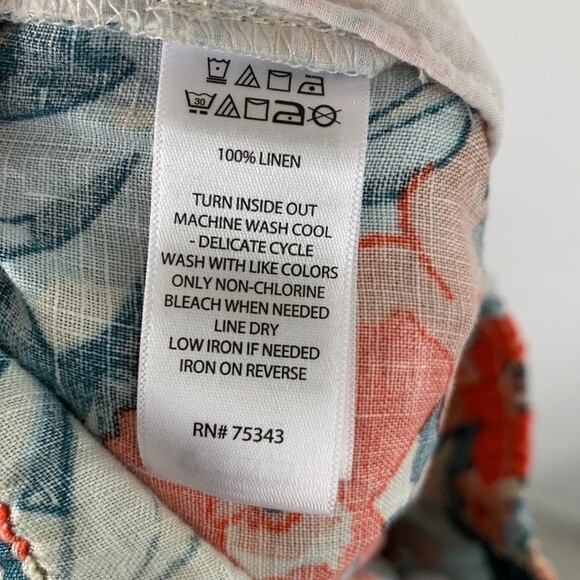 30
100% LINEN
TURN INSIDE OUT
MACHINE WASH COOL
- DELICATE CYCLE
WASH WITH LIKE COLORS
ONLY NON-CHLORINE
BLEACH WHEN NEEDED
LINE DRY
LOW IRON IF NEEDED
IRON ON REVERSE
RN# 75343